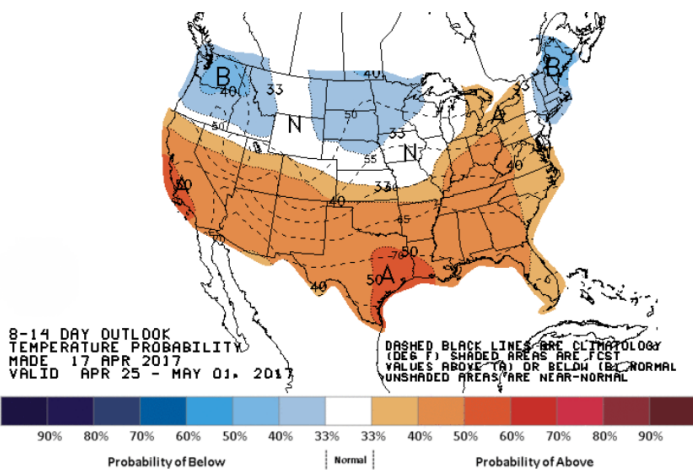 40
B
40
33
B
33
A
N
50
50
33
N
55
33
40
40
A
50
65
70
50
A
50
40
8-14 DAY OUTLOOK
TEMPERATURE PROBABILITY
MADE 17 APR 2017
VALID APR 25 - MAY 01, 2017
DASHED BLACK LINES ARE CLIMATOLOGY
(DEG F) SHADED AREAS ARE FCST
VALUES ABOVE (A) OR BELOW (B) NORMAL
UNSHADED AREAS ARE NEAR-NORMAL
90% 80% 70% 60% 50% 40% 33% 33% 40% 50% 60% 70% 80% 90%
Probability of Below Normal Probability of Above